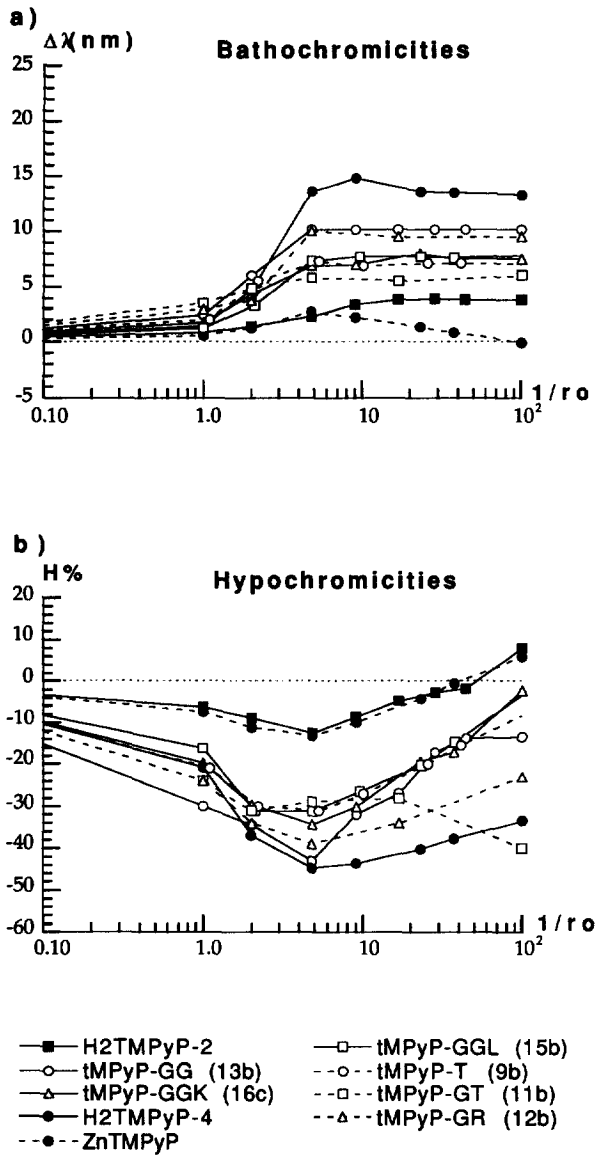 a)
Δλ(nm)
Bathochromicities
25
20
15
10
5
0
-5
0.10 1.0 10 10²
1/ro
b)
H%
Hypochromicities
20
10
0
-10
-20
-30
-40
-50
-60
0.10 1.0 10 10²
1/ro
H2TMPyP-2
tMPyP-GG (13b)
tMPyP-GGK (16c)
H2TMPyP-4
ZnTMPyP
tMPyP-GGL (15b)
tMPyP-T (9b)
tMPyP-GT (11b)
tMPyP-GR (12b)